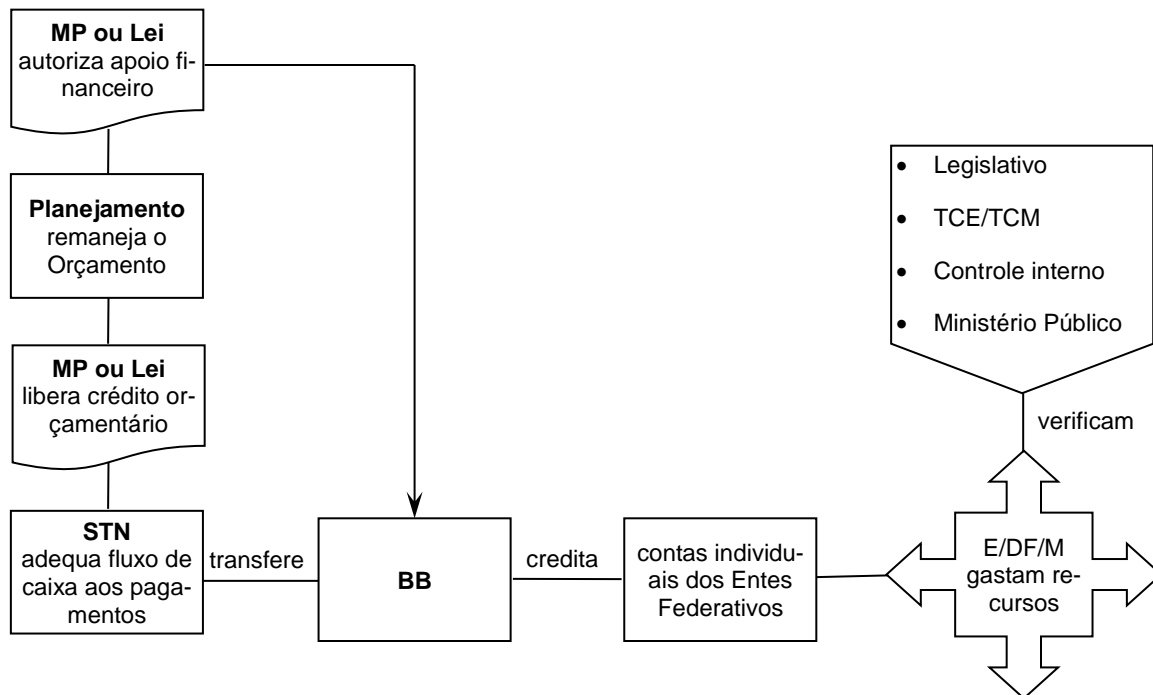 MP ou Lei
autoriza apoio fi-
nanceiro
Planejamento
remaneja o
Orçamento
MP ou Lei
libera crédito or-
çamentário
STN
adequa fluxo de
caixa aos paga-
mentos
transfere
BB
credita
contas individu-
ais dos Entes
Federativos
E/DF/M
gastam re-
cursos
verificam
• Legislativo
• TCE/TCM
• Controle interno
• Ministério Público